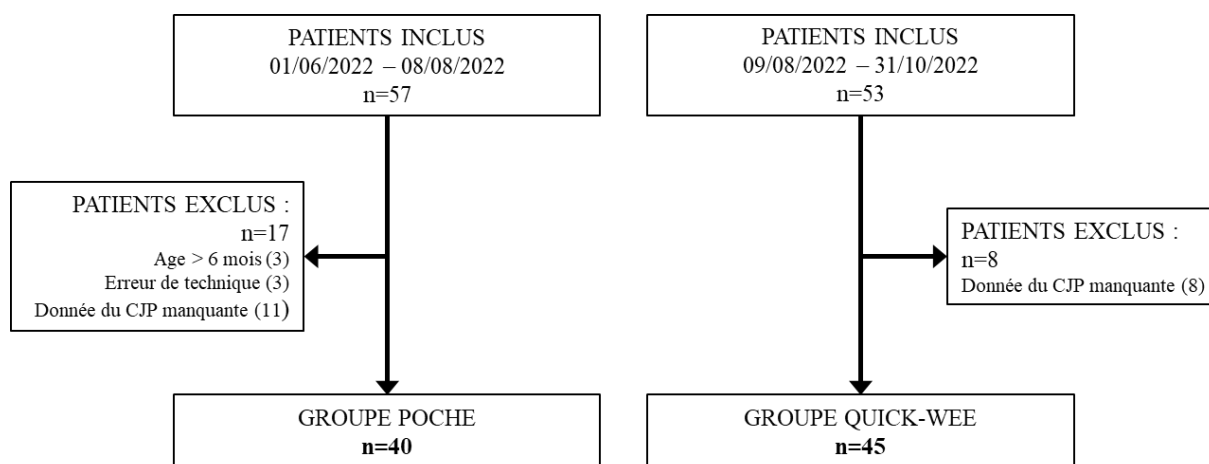 PATIENTS INCLUS
01/06/2022 – 08/08/2022
n=57
PATIENTS INCLUS
09/08/2022 – 31/10/2022
n=53
PATIENTS EXCLUS :
n=17
Age > 6 mois (3)
Erreur de technique (3)
Donnée du CJP manquante (11)
PATIENTS EXCLUS :
n=8
Donnée du CJP manquante (8)
GROUPE POCHE
n=40
GROUPE QUICK-WEE
n=45